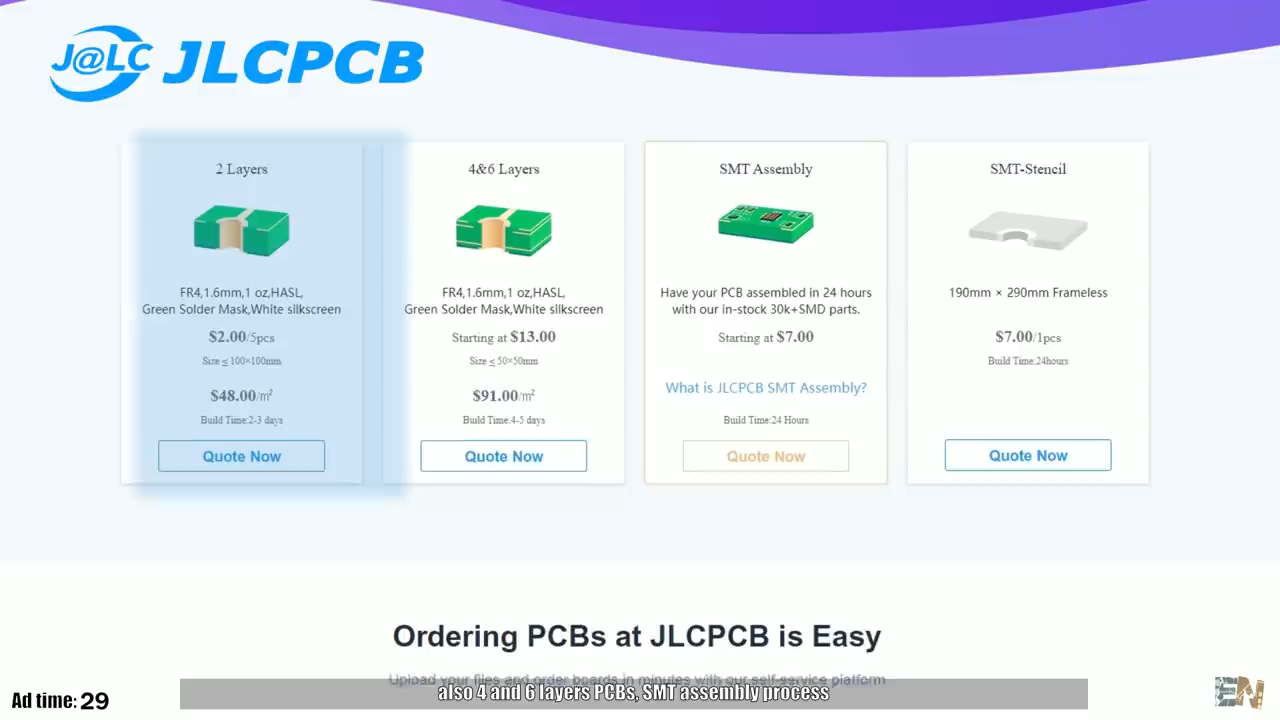 J@LC JLCPCB
2 Layers
FR4,1.6mm,1 oz,HASL,
Green Solder Mask,White silkscreen
$2.00/5pcs
Size ≤ 100×100mm
$48.00/m²
Build Time:2-3 days
Quote Now
4&6 Layers
FR4,1.6mm,1 oz,HASL,
Green Solder Mask,White silkscreen
Starting at $13.00
Size ≤ 50×50mm
$91.00/m²
Build Time:4-5 days
Quote Now
SMT Assembly
Have your PCB assembled in 24 hours
with our in-stock 30k+SMD parts.
Starting at $7.00
What is JLCPCB SMT Assembly?
Build Time:24 Hours
Quote Now
SMT-Stencil
190mm × 290mm Frameless
$7.00/1pcs
Build Time:24hours
Quote Now
Ordering PCBs at JLCPCB is Easy
Upload your files and order boards in minutes with our self-service platform
also 4 and 6 layers PCBs, SMT assembly process
Ad time: 29
EN